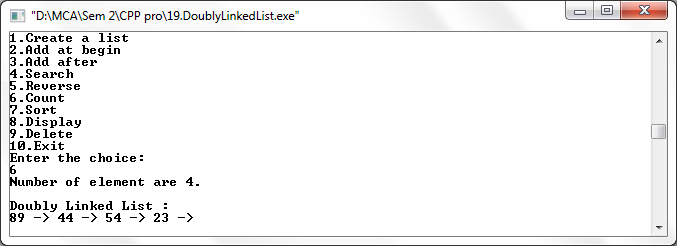 "D:\MCA\Sem 2\CPP pro\19.DoublyLinkedList.exe"
1.Create a list
2.Add at begin
3.Add after
4.Search
5.Reverse
6.Count
7.Sort
8.Display
9.Delete
10.Exit
Enter the choice:
6
Number of element are 4.
Doubly Linked List :
89 -> 44 -> 54 -> 23 ->